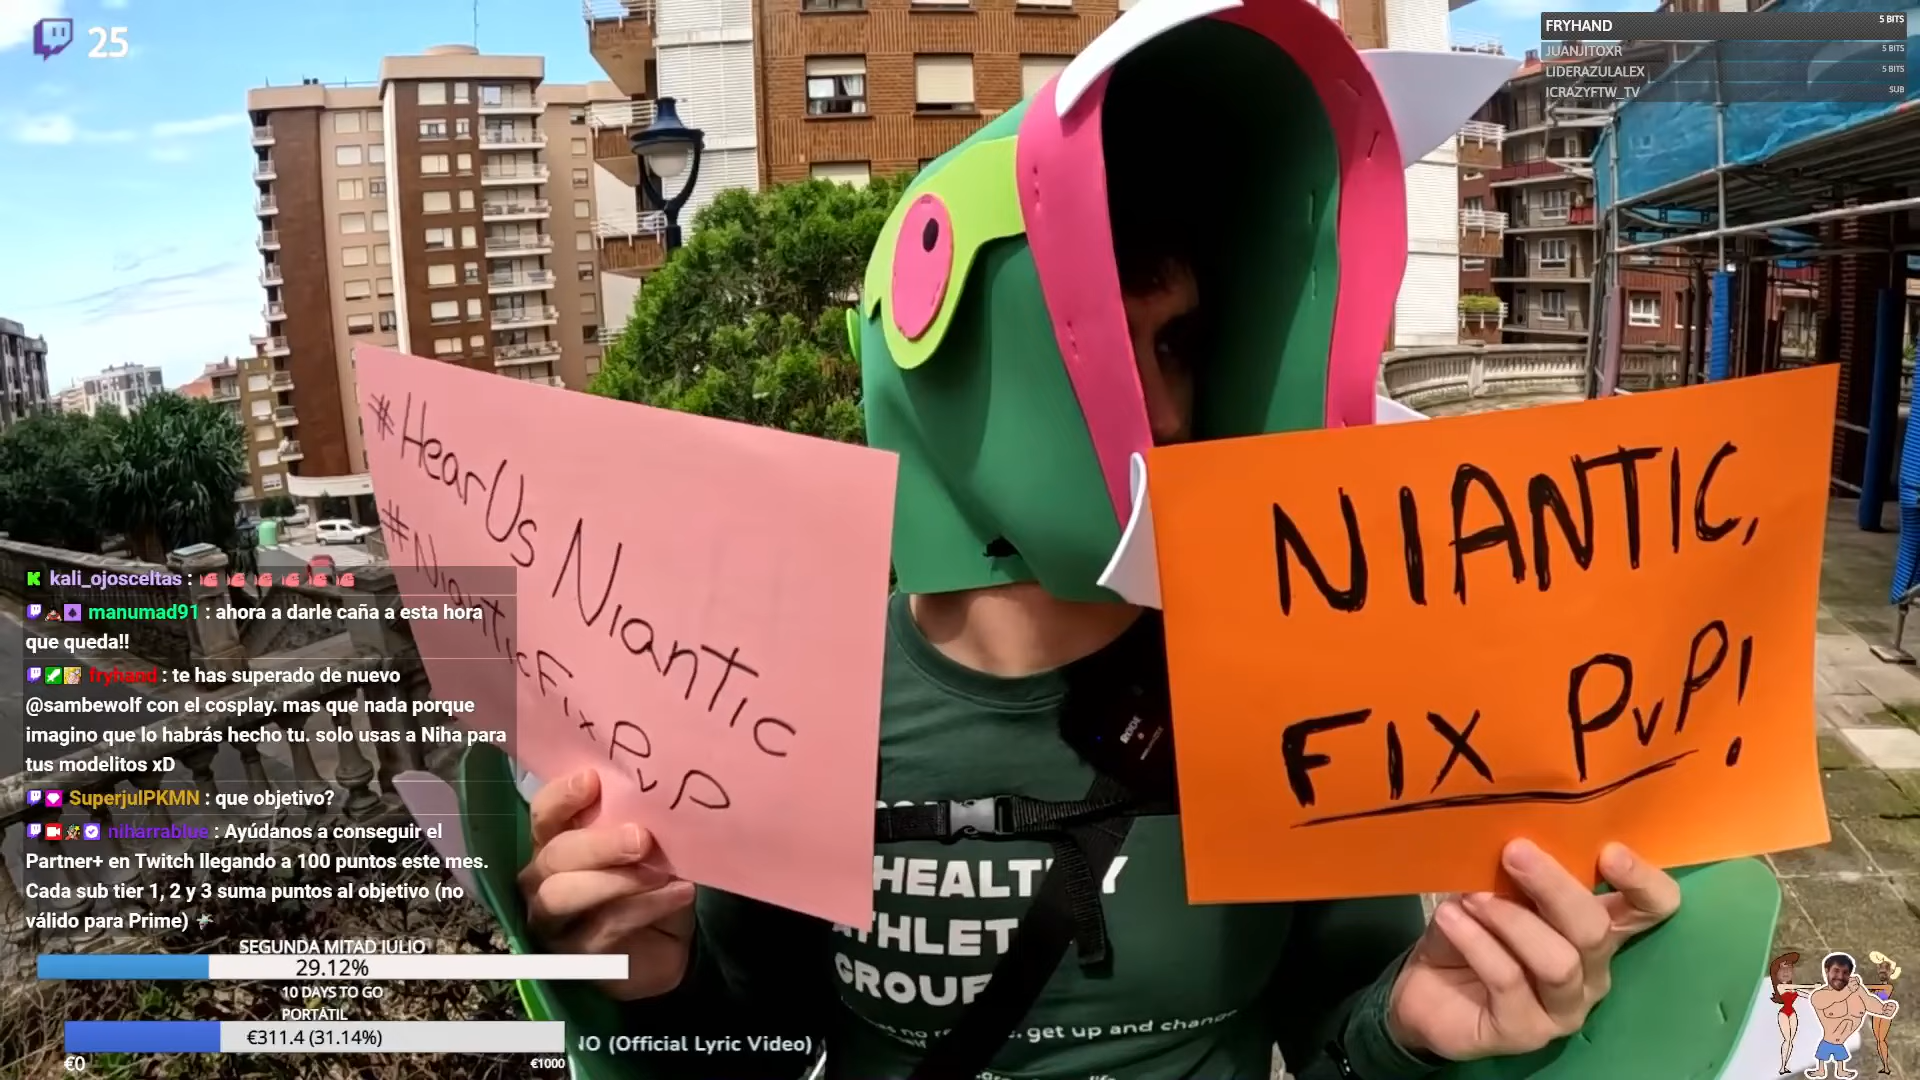 25
FRYHAND 5 BITS
JUANJITOXR 5 BITS
LIDERAZULALEX 5 BITS
ICRAZYFTW_TV SUB
#HearUs Niantic
#NianticFixPvP
NIANTIC,
FIX PvP!
kali_ojosceltas :
manumad91 : ahora a darle caña a esta hora
que queda!!
fryhand : te has superado de nuevo
@sambewolf con el cosplay. mas que nada porque
imagino que lo habrás hecho tu. solo usas a Niha para
tus modelitos xD
SuperjulPKMN : que objetivo?
niharrablue : Ayúdanos a conseguir el
Partner+ en Twitch llegando a 100 puntos este mes.
Cada sub tier 1, 2 y 3 suma puntos al objetivo (no
válido para Prime)
SEGUNDA MITAD JULIO
29.12%
10 DAYS TO GO
PORTÁTIL
€311.4 (31.14%)
€0 €1000
(Official Lyric Video)
RODE
HEALTHY
ATHLET
GROUP
get up and change